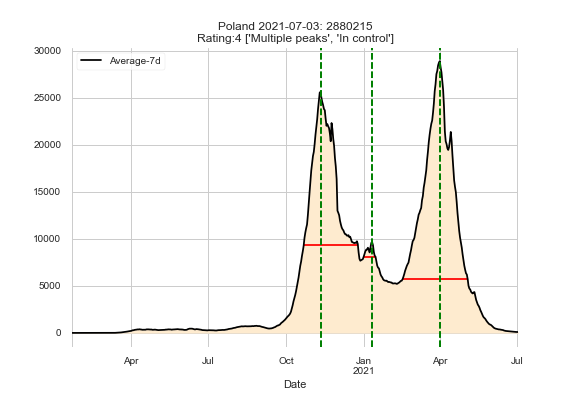 Poland 2021-07-03: 2880215
Rating:4 ['Multiple peaks', 'In control']
30000
Average-7d
25000
20000
15000
10000
5000
0
Apr Jul Oct Jan Apr Jul
2021
Date